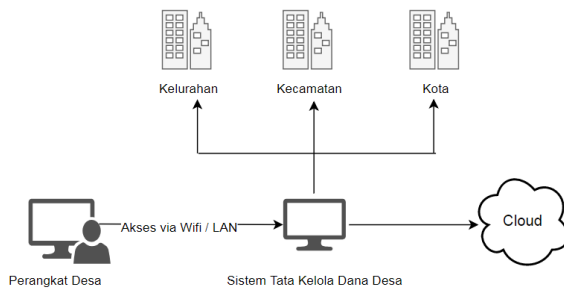 Kelurahan
Kecamatan
Kota
Akses via Wifi / LAN
Cloud
Perangkat Desa
Sistem Tata Kelola Dana Desa